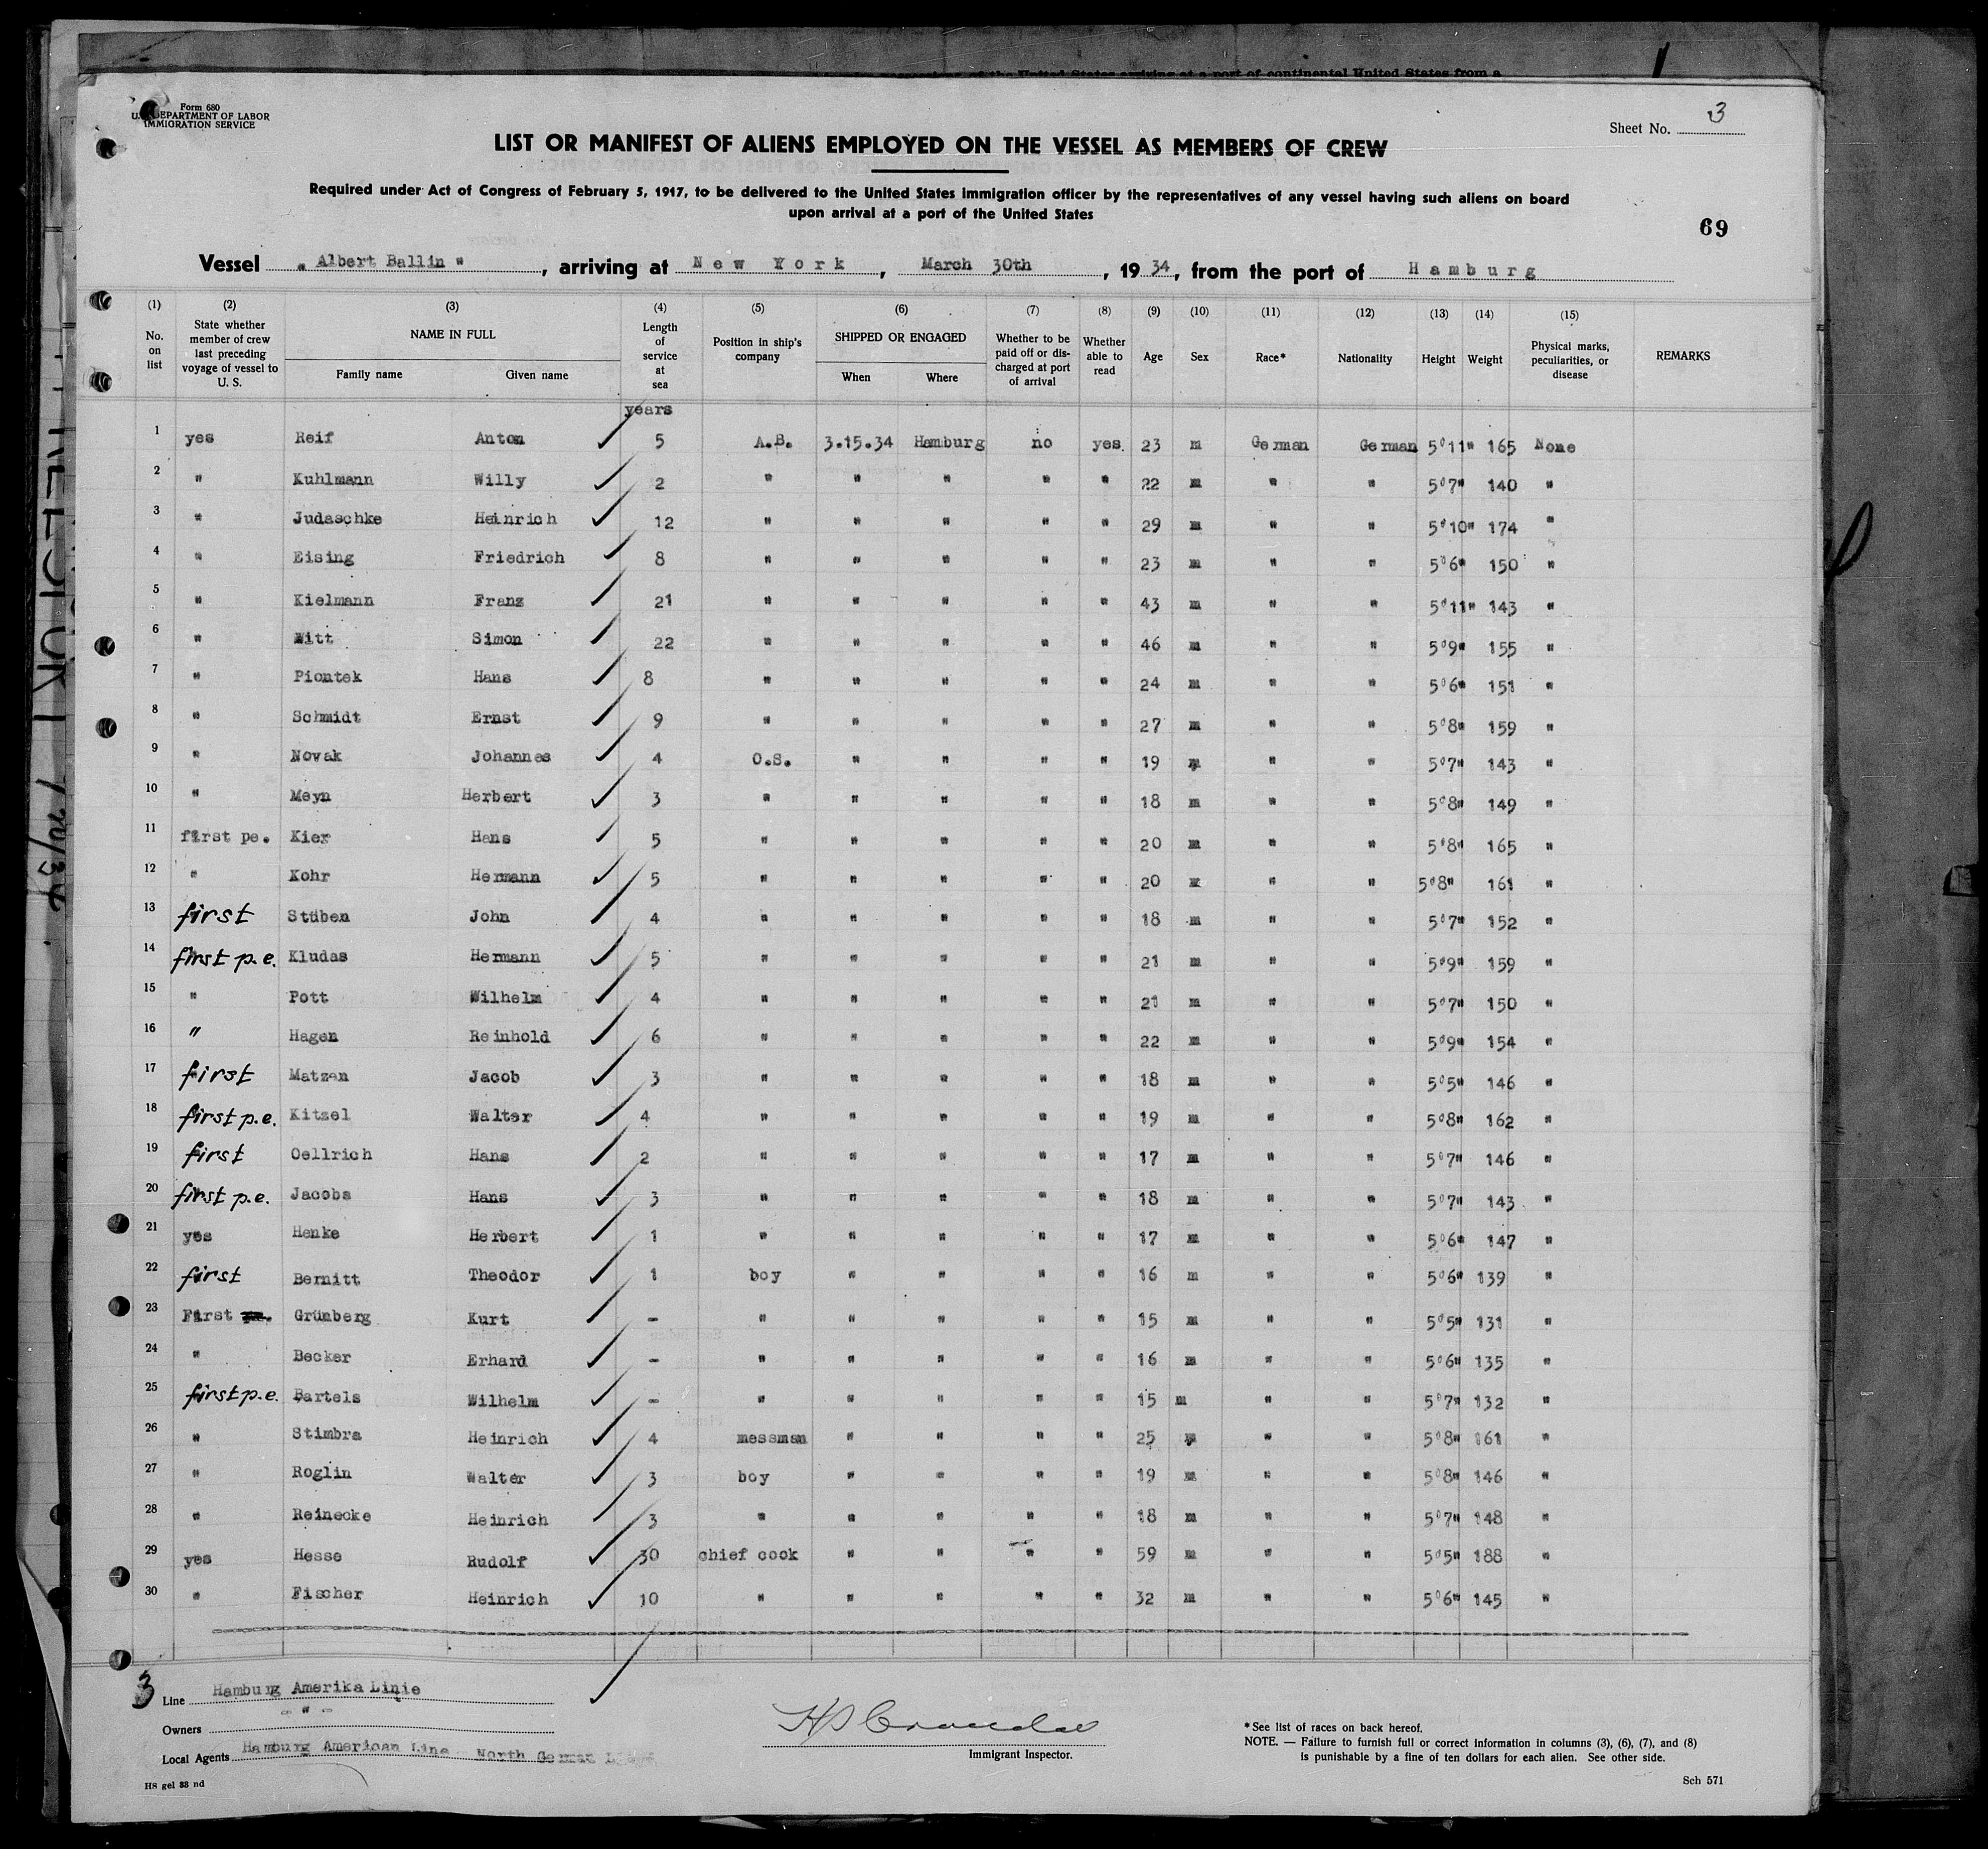 Form 680
U.S. DEPARTMENT OF LABOR
IMMIGRATION SERVICE
Sheet No. 3
LIST OR MANIFEST OF ALIENS EMPLOYED ON THE VESSEL AS MEMBERS OF CREW
Required under Act of Congress of February 5, 1917, to be delivered to the United States immigration officer by the representatives of any vessel having such aliens on board
upon arrival at a port of the United States
69
Vessel "Albert Ballin", arriving at New York, March 30th, 1934, from the port of Hamburg
(1) (2) (3) (4) (5) (6) (7) (8) (9) (10) (11) (12) (13) (14) (15)
No. on list State whether member of crew last preceding voyage of vessel to U. S. NAME IN FULL Family name Given name Length of service at sea Position in ship's company SHIPPED OR ENGAGED When Where Whether to be paid off or discharged at port of arrival Whether able to read Age Sex Race* Nationality Height Weight Physical marks, peculiarities, or disease REMARKS
years
1 yes Reif Anton 5 A.B. 3.15.34 Hamburg no yes 23 m German German 5'11" 165 None
2 " Kuhlmann Willy 2 " " " " " 22 m " " 5'7" 140 "
3 " Judaschke Heinrich 12 " " " " " 29 m " " 5'10" 174 "
4 " Eising Friedrich 8 " " " " " 23 m " " 5'6" 150 "
5 " Kielmann Franz 21 " " " " " 43 m " " 5'11" 143 "
6 " Witt Simon 22 " " " " " 46 m " " 5'9" 155 "
7 " Piontek Hans 8 " " " " " 24 m " " 5'6" 151 "
8 " Schmidt Ernst 9 " " " " " 27 m " " 5'8" 159 "
9 " Novak Johannes 4 O.S. " " " " 19 m " " 5'7" 143 "
10 " Meyn Herbert 3 " " " " " 18 m " " 5'8" 149 "
11 first pe. Kier Hans 5 " " " " " 20 m " " 5'8" 165 "
12 " Kohr Hermann 5 " " " " " 20 m " " 5'8" 161 "
13 first Stüben John 4 " " " " " 18 m " " 5'7" 152 "
14 first p.e. Kludas Hermann 5 " " " " " 21 m " " 5'9" 159 "
15 " Pott Wilhelm 4 " " " " " 21 m " " 5'7" 150 "
16 " Hagen Reinhold 6 " " " " " 22 m " " 5'9" 154 "
17 first Matzen Jacob 3 " " " " " 18 m " " 5'5" 146 "
18 first p.e. Kitzel Walter 4 " " " " " 19 m " " 5'8" 162 "
19 first Oellrich Hans 2 " " " " " 17 m " " 5'7" 146 "
20 first p.e. Jacobs Hans 3 " " " " " 18 m " " 5'7" 143 "
21 yes Henke Herbert 1 " " " " " 17 m " " 5'6" 147 "
22 first Bernitt Theodor 1 boy " " " " 16 m " " 5'6" 139 "
23 First Grünberg Kurt - " " " " " 15 m " " 5'5" 131 "
24 " Becker Erhard - " " " " " 16 m " " 5'6" 135 "
25 first p.e. Bartels Wilhelm - " " " " " 15 m " " 5'7" 132 "
26 " Stimbra Heinrich 4 messman " " " " 25 m " " 5'8" 161 "
27 " Roglin Walter 3 boy " " " " 19 m " " 5'8" 146 "
28 " Reinecke Heinrich 3 " " " " " 18 m " " 5'7" 148 "
29 yes Hesse Rudolf 30 chief cook " " " " 59 m " " 5'5" 188 "
30 " Fischer Heinrich 10 " " " " " 32 m " " 5'6" 145 "
3
Line Hamburg Amerika Linie
Owners - " -
Local Agents Hamburg American Line North German
Immigrant Inspector.
* See list of races on back hereof.
NOTE. — Failure to furnish full or correct information in columns (3), (6), (7), and (8)
is punishable by a fine of ten dollars for each alien. See other side.
HS gel 33 nd
Sch 571